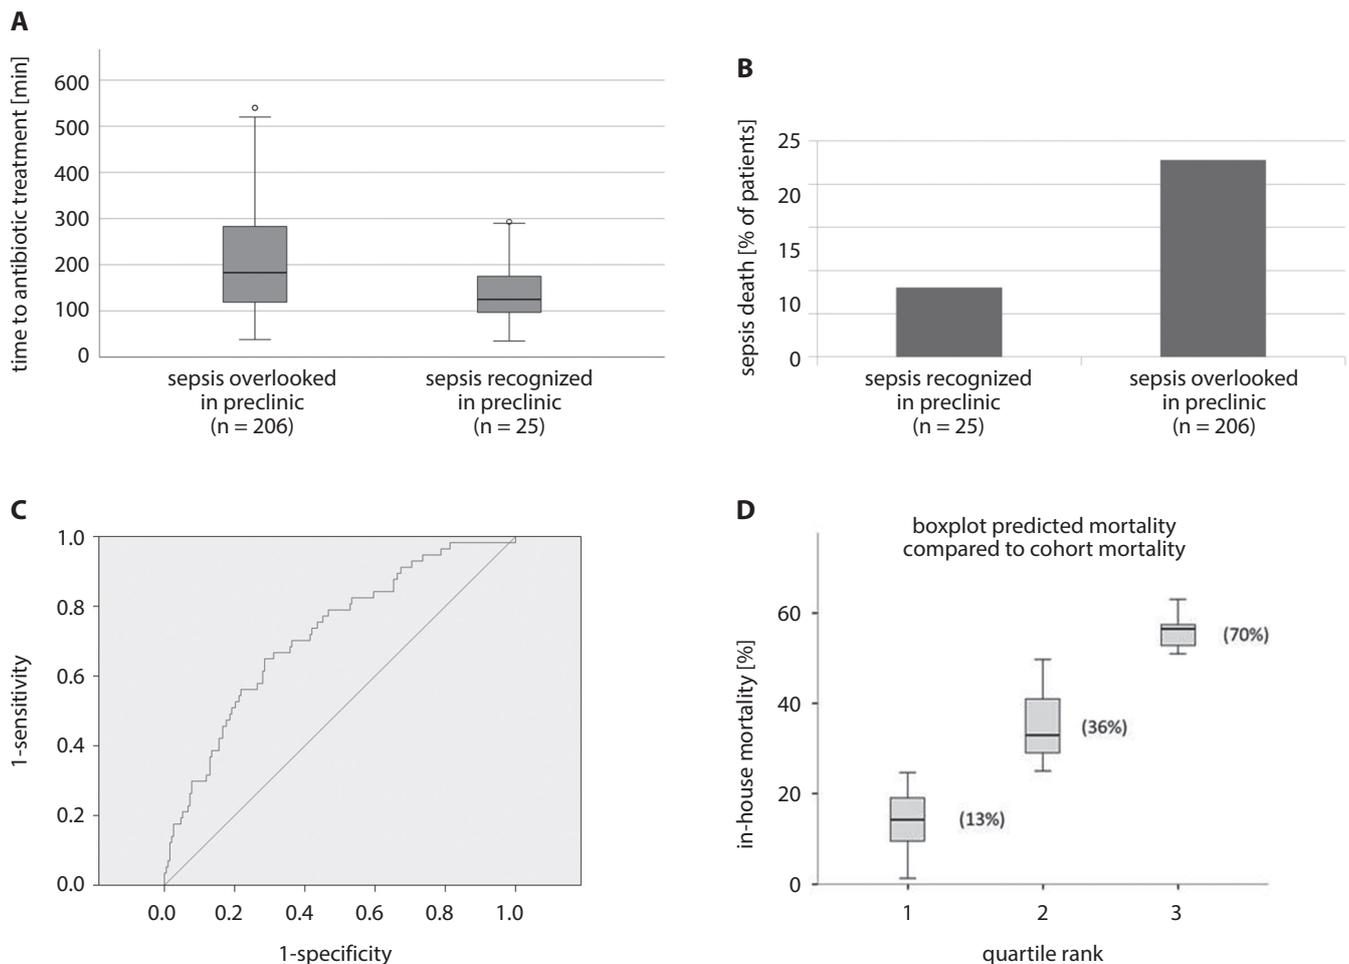 A
time to antibiotic treatment [min]
600
500
400
300
200
100
0
sepsis overlooked
in preclinic
(n = 206)
sepsis recognized
in preclinic
(n = 25)
B
sepsis death [% of patients]
25
20
15
10
0
sepsis recognized
in preclinic
(n = 25)
sepsis overlooked
in preclinic
(n = 206)
C
1-sensitivity
1.0
0.8
0.6
0.4
0.2
0.0
0.0 0.2 0.4 0.6 0.8 1.0
1-specificity
D
boxplot predicted mortality
compared to cohort mortality
in-house mortality [%]
60
40
20
0
(70%)
(36%)
(13%)
1 2 3
quartile rank